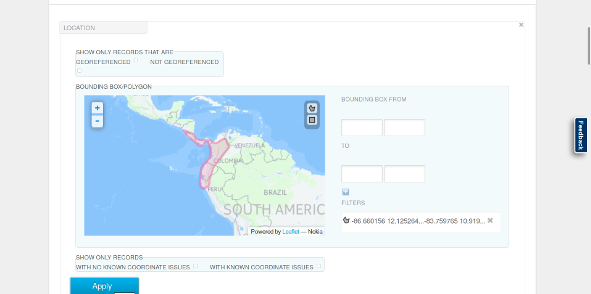 LOCATION
×
SHOW ONLY RECORDS THAT ARE
GEOREFERENCED NOT GEOREFERENCED
BOUNDING BOX/POLYGON
+
-
VENEZUELA
COLOMBIA
PERU
BRAZIL
SOUTH AMERIC
Powered by Leaflet — Nokia
BOUNDING BOX FROM
TO
FILTERS
-86.660156 12.125264,-83.759765 10.919...
Feedback
SHOW ONLY RECORDS
WITH NO KNOWN COORDINATE ISSUES WITH KNOWN COORDINATE ISSUES
Apply